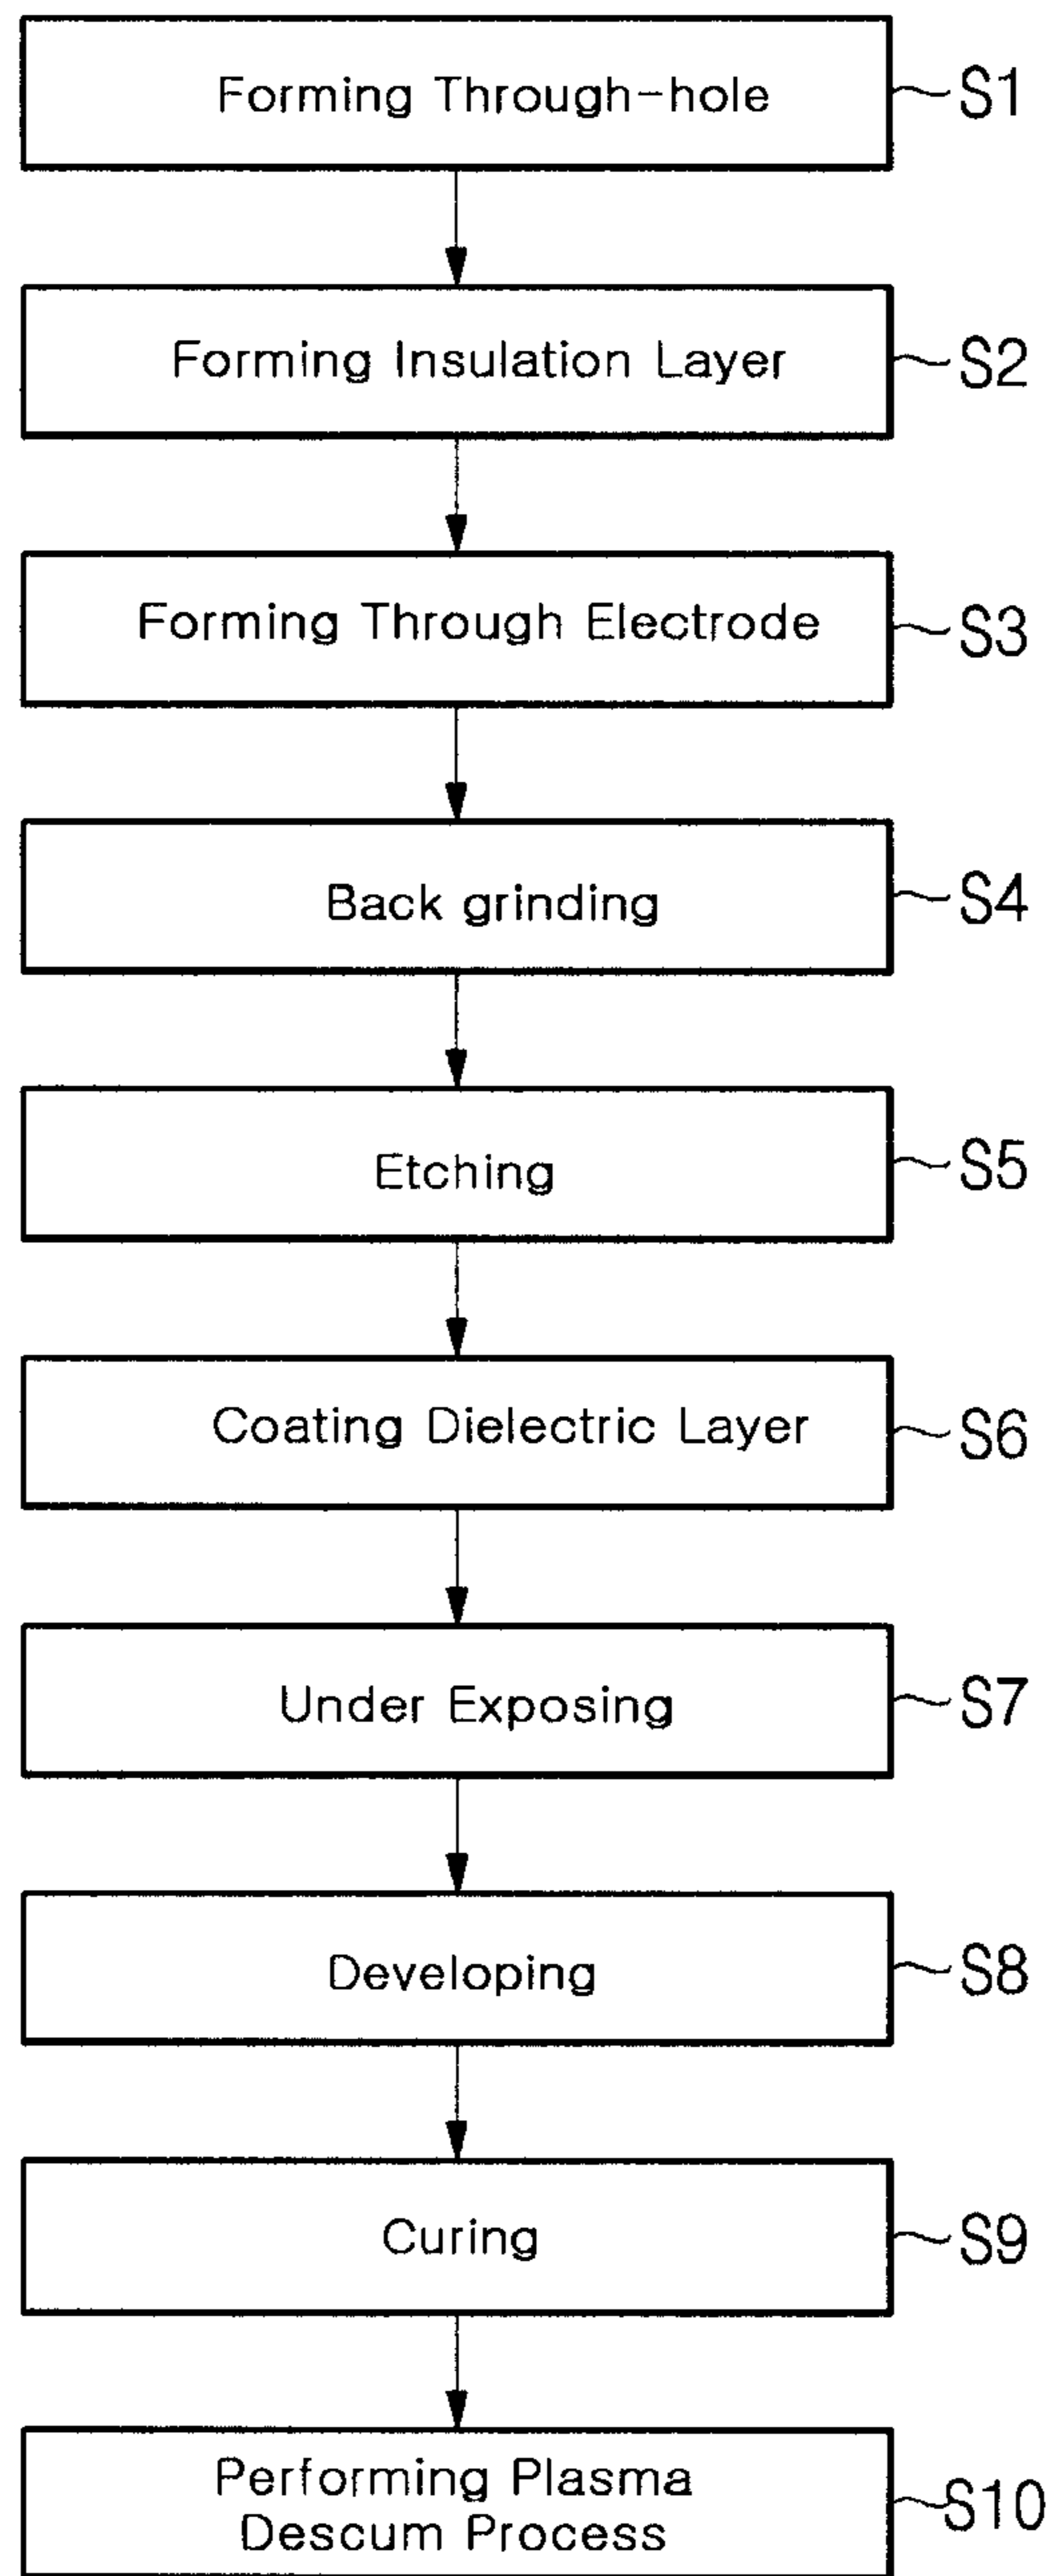 Forming Through-hole
S1
Forming Insulation Layer
S2
Forming Through Electrode
S3
Back grinding
S4
Etching
S5
Coating Dielectric Layer
S6
Under Exposing
S7
Developing
S8
Curing
S9
Performing Plasma
Descum Process
S10